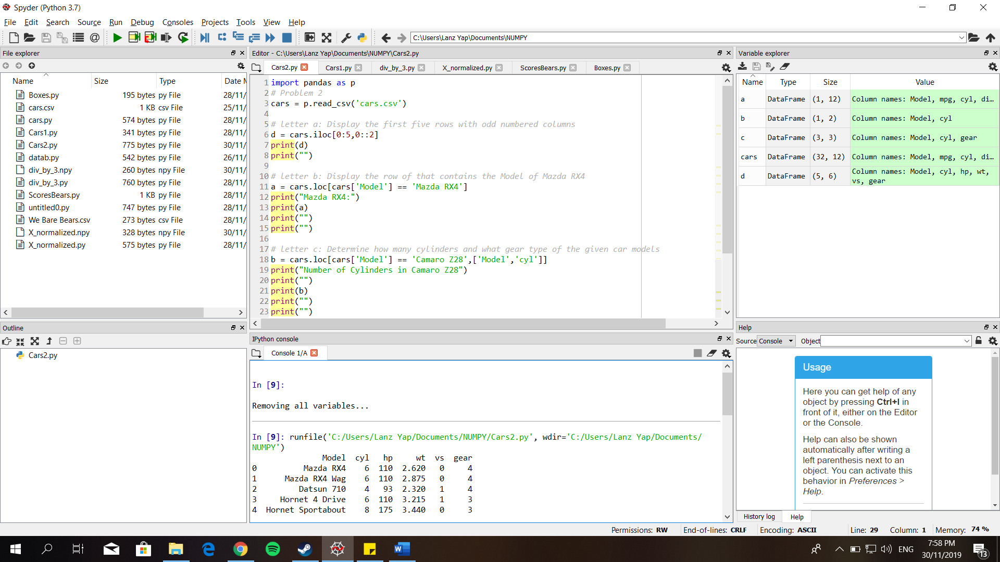 Spyder (Python 3.7)
File Edit Search Source Run Debug Consoles Projects Tools View Help
C:\Users\Lanz Yap\Documents\NUMPY
File explorer
Name Size Type Date M
Boxes.py 195 bytes py File 28/11/
cars.csv 1 KB csv File 25/11/
cars.py 574 bytes py File 28/11/
Cars1.py 341 bytes py File 28/11/
Cars2.py 775 bytes py File 30/11/
datab.py 542 bytes py File 26/11/
div_by_3.npy 260 bytes npy File 30/11/
div_by_3.py 760 bytes py File 28/11/
ScoresBears.py 1 KB py File 28/11/
untitled0.py 747 bytes py File 28/11/
We Bare Bears.csv 273 bytes csv File 28/11/
X_normalized.npy 328 bytes npy File 30/11/
X_normalized.py 575 bytes py File 28/11/
Outline
Cars2.py
Editor - C:\Users\Lanz Yap\Documents\NUMPY\Cars2.py
Cars2.py Cars1.py div_by_3.py X_normalized.py ScoresBears.py Boxes.py
1 import pandas as p
2 # Problem 2
3 cars = p.read_csv('cars.csv')
4
5 # letter a: Display the first five rows with odd numbered columns
6 d = cars.iloc[0:5,0::2]
7 print(d)
8 print("")
9
10 # letter b: Display the row of that contains the Model of Mazda RX4
11 a = cars.loc[cars['Model'] == 'Mazda RX4']
12 print("Mazda RX4:")
13 print(a)
14 print("")
15 print("")
16
17 # letter c: Determine how many cylinders and what gear type of the given car models
18 b = cars.loc[cars['Model'] == 'Camaro Z28',['Model','cyl']]
19 print("Number of Cylinders in Camaro Z28")
20 print("")
21 print(b)
22 print("")
23 print("")
IPython console
Console 1/A
In [9]:
Removing all variables...
In [9]: runfile('C:/Users/Lanz Yap/Documents/NUMPY/Cars2.py', wdir='C:/Users/Lanz Yap/Documents/
NUMPY')
Model cyl hp wt vs gear
0 Mazda RX4 6 110 2.620 0 4
1 Mazda RX4 Wag 6 110 2.875 0 4
2 Datsun 710 4 93 2.320 1 4
3 Hornet 4 Drive 6 110 3.215 1 3
4 Hornet Sportabout 8 175 3.440 0 3
Variable explorer
Name Type Size Value
a DataFrame (1, 12) Column names: Model, mpg, cyl, di...
b DataFrame (1, 2) Column names: Model, cyl
c DataFrame (3, 3) Column names: Model, cyl, gear
cars DataFrame (32, 12) Column names: Model, mpg, cyl, di...
d DataFrame (5, 6) Column names: Model, cyl, hp, wt,
vs, gear
Help
Source Console Object
Usage
Here you can get help of any
object by pressing Ctrl+I in
front of it, either on the Editor
or the Console.
Help can also be shown
automatically after writing a
left parenthesis next to an
object. You can activate this
behavior in Preferences >
Help.
History log Help
Permissions: RW End-of-lines: CRLF Encoding: ASCII Line: 29 Column: 1 Memory: 74 %
ENG
7:58 PM
30/11/2019
13